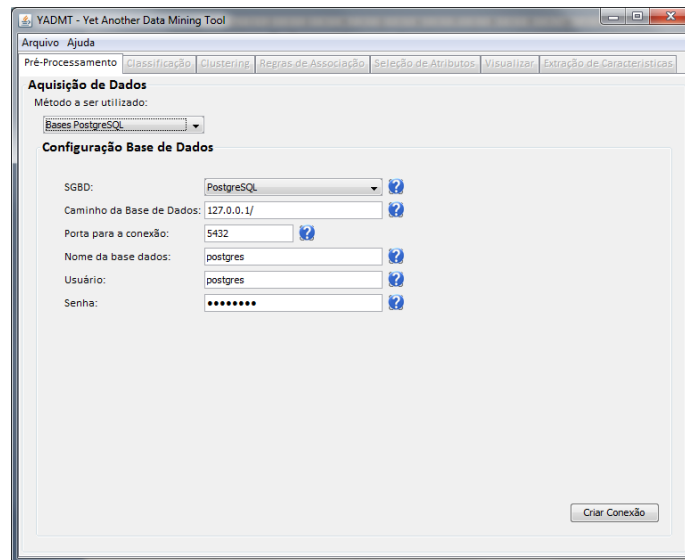 YADMT - Yet Another Data Mining Tool
Arquivo Ajuda
Pré-Processamento Classificação Clustering Regras de Associação Seleção de Atributos Visualizar Extração de Características
Aquisição de Dados
Método a ser utilizado:
Bases PostgreSQL
Configuração Base de Dados
SGBD: PostgreSQL ?
Caminho da Base de Dados: 127.0.0.1/ ?
Porta para a conexão: 5432 ?
Nome da base dados: postgres ?
Usuário: postgres ?
Senha: •••••••• ?
Criar Conexão